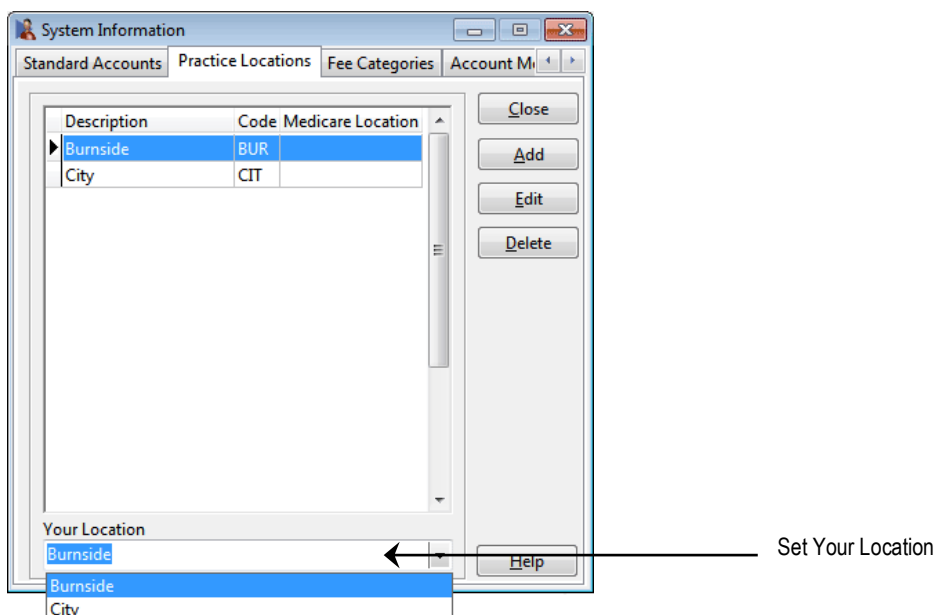 System Information
Standard Accounts Practice Locations Fee Categories Account M
Description Code Medicare Location
Burnside BUR
City CIT
Close
Add
Edit
Delete
Your Location
Burnside
Help
Set Your Location
Burnside
City